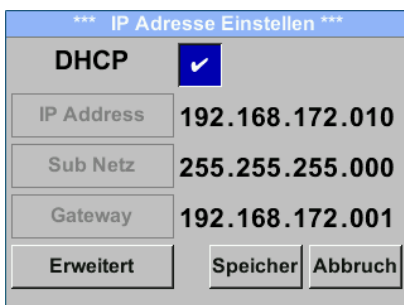 *** IP Adresse Einstellen ***
DHCP ✔
IP Address 192.168.172.010
Sub Netz 255.255.255.000
Gateway 192.168.172.001
Erweitert Speicher Abbruch